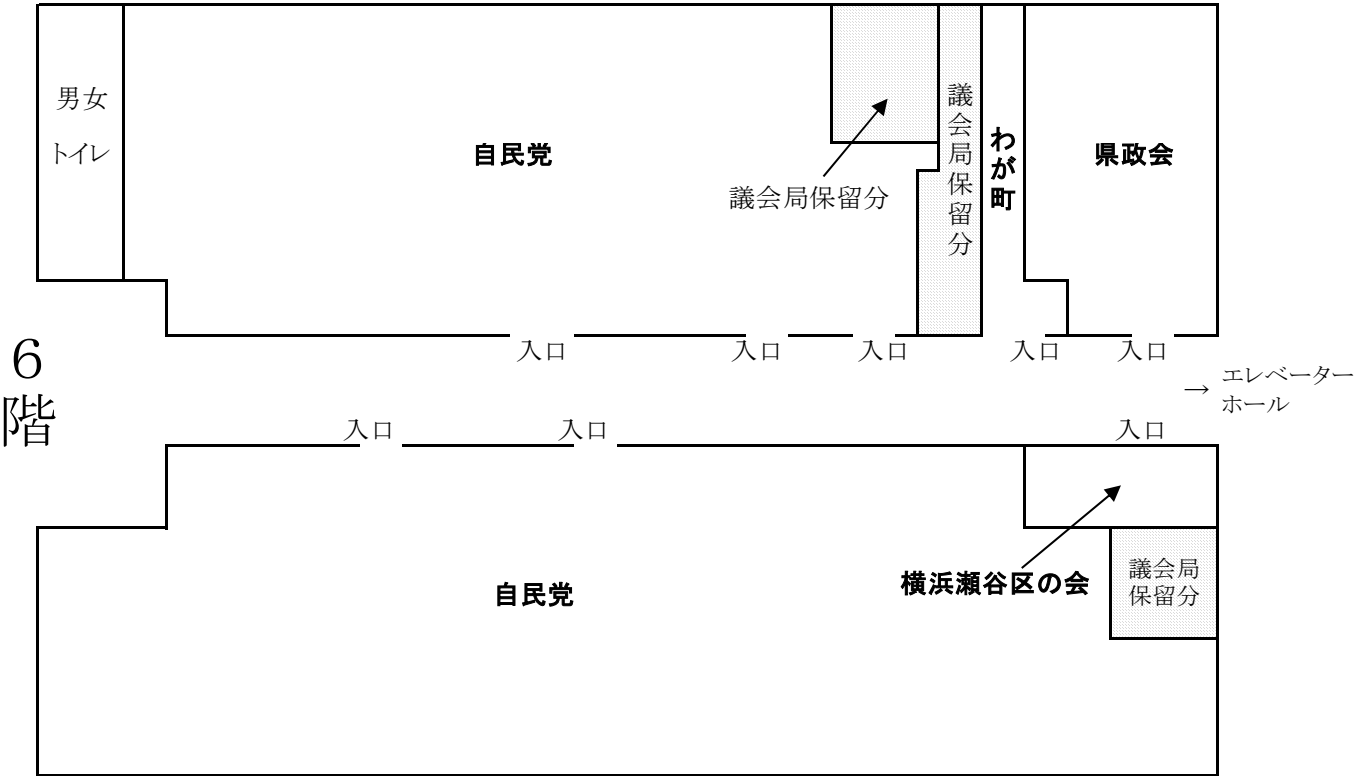 男女
トイレ
自民党
議会局保留分
議会局保留分
わが町
県政会
入口
入口
入口
入口
入口
６階
→ エレベーター
ホール
入口
入口
入口
自民党
横浜瀬谷区の会
議会局
保留分